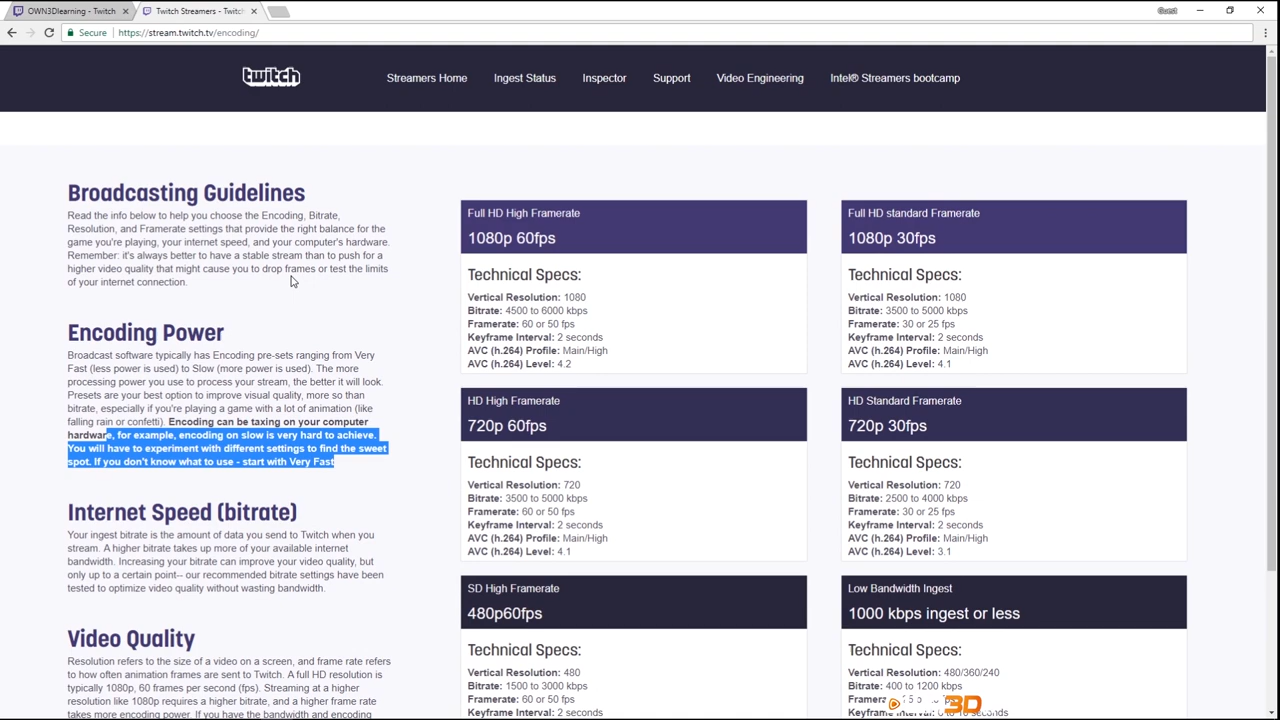 OWN3Dlearning - Twitch
Twitch Streamers - Twitch
Guest
Secure
https://stream.twitch.tv/encoding/
twitch
Streamers Home
Ingest Status
Inspector
Support
Video Engineering
Intel® Streamers bootcamp
Broadcasting Guidelines
Read the info below to help you choose the Encoding, Bitrate,
Resolution, and Framerate settings that provide the right balance for the
game you're playing, your internet speed, and your computer's hardware.
Remember: it's always better to have a stable stream than to push for a
higher video quality that might cause you to drop frames or test the limits
of your internet connection.
Encoding Power
Broadcast software typically has Encoding pre-sets ranging from Very
Fast (less power is used) to Slow (more power is used). The more
processing power you use to process your stream, the better it will look.
Presets are your best option to improve visual quality, more so than
bitrate, especially if you're playing a game with a lot of animation (like
falling rain or confetti). Encoding can be taxing on your computer
hardware, for example, encoding on slow is very hard to achieve.
You will have to experiment with different settings to find the sweet
spot. If you don't know what to use - start with Very Fast
Internet Speed (bitrate)
Your ingest bitrate is the amount of data you send to Twitch when you
stream. A higher bitrate takes up more of your available internet
bandwidth. Increasing your bitrate can improve your video quality, but
only up to a certain point-- our recommended bitrate settings have been
tested to optimize video quality without wasting bandwidth.
Video Quality
Resolution refers to the size of a video on a screen, and frame rate refers
to how often animation frames are sent to Twitch. A full HD resolution is
typically 1080p, 60 frames per second (fps). Streaming at a higher
resolution like 1080p requires a higher bitrate, and a higher frame rate
takes more encoding power. If you have the bandwidth and encoding
Full HD High Framerate
1080p 60fps
Technical Specs:
Vertical Resolution: 1080
Bitrate: 4500 to 6000 kbps
Framerate: 60 or 50 fps
Keyframe Interval: 2 seconds
AVC (h.264) Profile: Main/High
AVC (h.264) Level: 4.2
Full HD standard Framerate
1080p 30fps
Technical Specs:
Vertical Resolution: 1080
Bitrate: 3500 to 5000 kbps
Framerate: 30 or 25 fps
Keyframe Interval: 2 seconds
AVC (h.264) Profile: Main/High
AVC (h.264) Level: 4.1
HD High Framerate
720p 60fps
Technical Specs:
Vertical Resolution: 720
Bitrate: 3500 to 5000 kbps
Framerate: 60 or 50 fps
Keyframe Interval: 2 seconds
AVC (h.264) Profile: Main/High
AVC (h.264) Level: 4.1
HD Standard Framerate
720p 30fps
Technical Specs:
Vertical Resolution: 720
Bitrate: 2500 to 4000 kbps
Framerate: 30 or 25 fps
Keyframe Interval: 2 seconds
AVC (h.264) Profile: Main/High
AVC (h.264) Level: 3.1
SD High Framerate
480p60fps
Technical Specs:
Vertical Resolution: 480
Bitrate: 1500 to 3000 kbps
Framerate: 60 or 50 fps
Keyframe Interval: 2 seconds
Low Bandwidth Ingest
1000 kbps ingest or less
Technical Specs:
Vertical Resolution: 480/360/240
Bitrate: 400 to 1200 kbps
Keyframe Interval:
seconds
3D